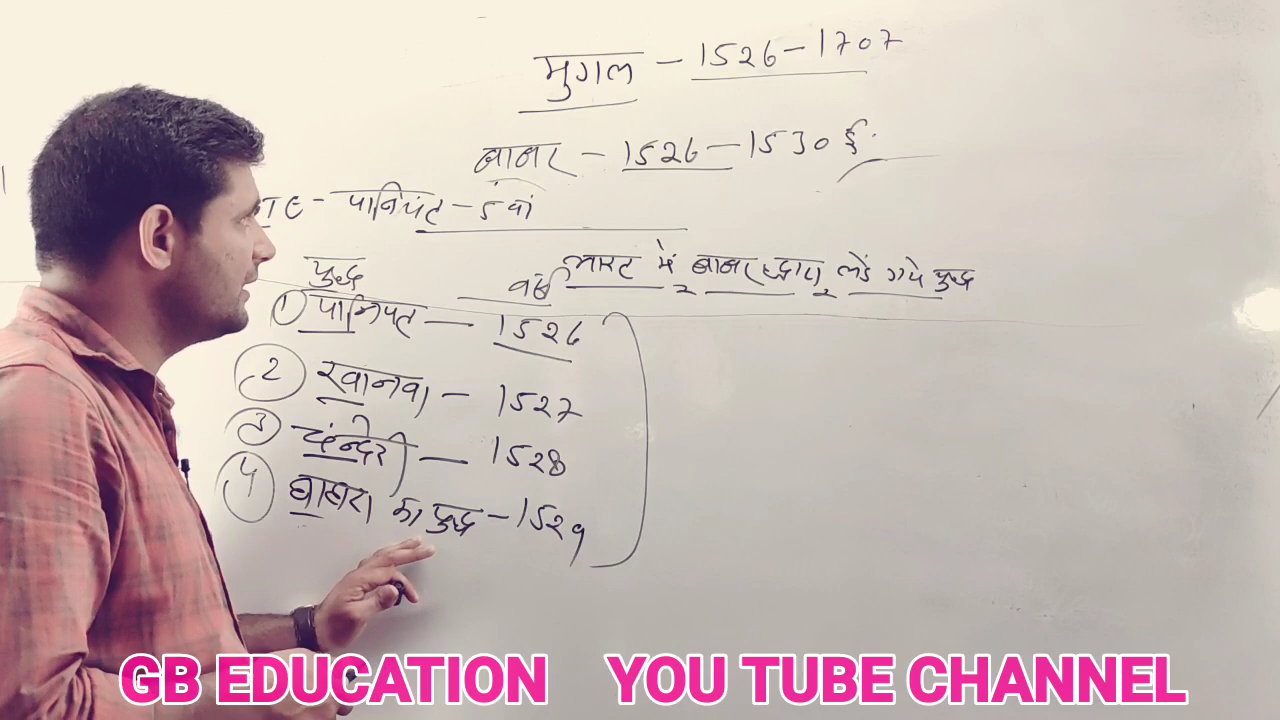 मुगल - 1526-1707
बाबर - 1526-1530 ई.
TE - पानिपत - 5 वां
भारत में बाबर द्वारा लडे गये युद्ध
युद्ध वर्ष
① पानिपत - 1526
② खानवा - 1527
③ चंन्देरी - 1528
④ घाघरा का युद्ध - 1529
GB EDUCATION YOU TUBE CHANNEL